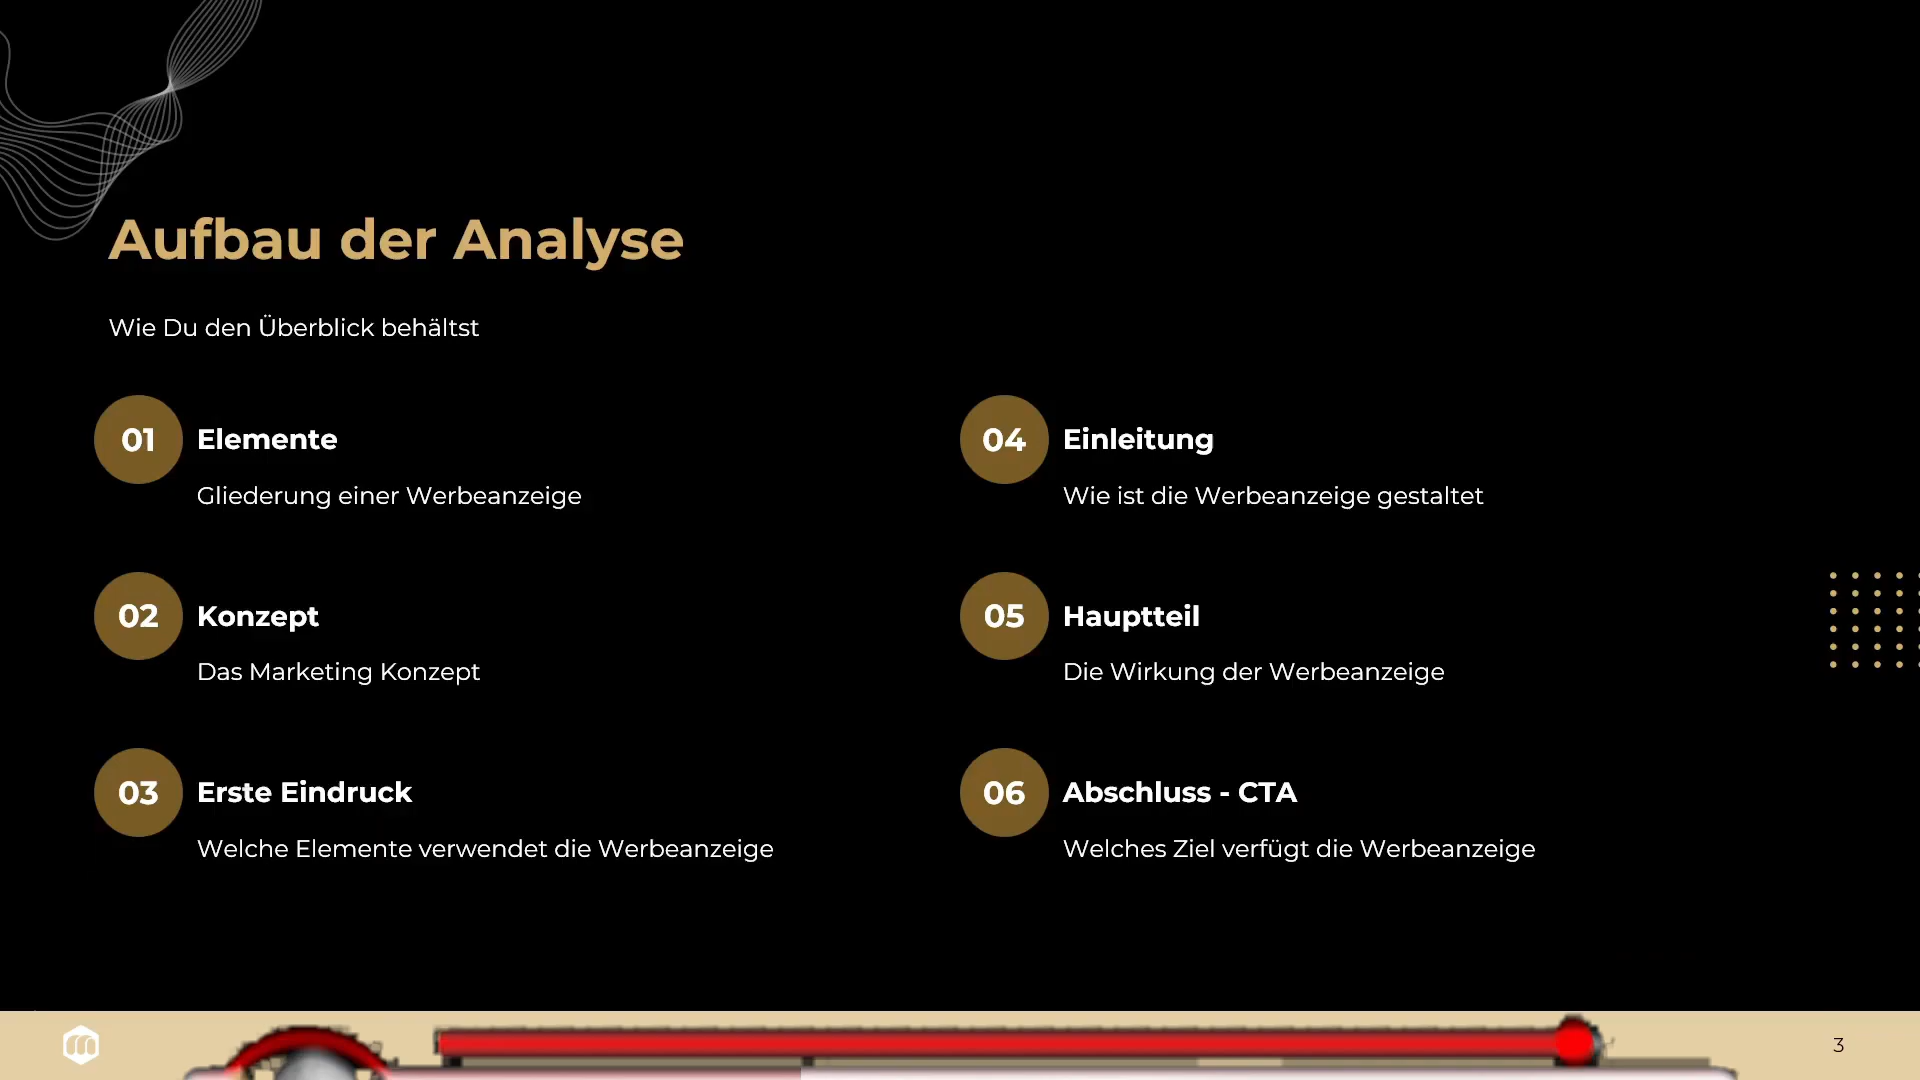 Aufbau der Analyse
Wie Du den Überblick behältst
01
Elemente
Gliederung einer Werbeanzeige
02
Konzept
Das Marketing Konzept
03
Erste Eindruck
Welche Elemente verwendet die Werbeanzeige
04
Einleitung
Wie ist die Werbeanzeige gestaltet
05
Hauptteil
Die Wirkung der Werbeanzeige
06
Abschluss - CTA
Welches Ziel verfügt die Werbeanzeige
3